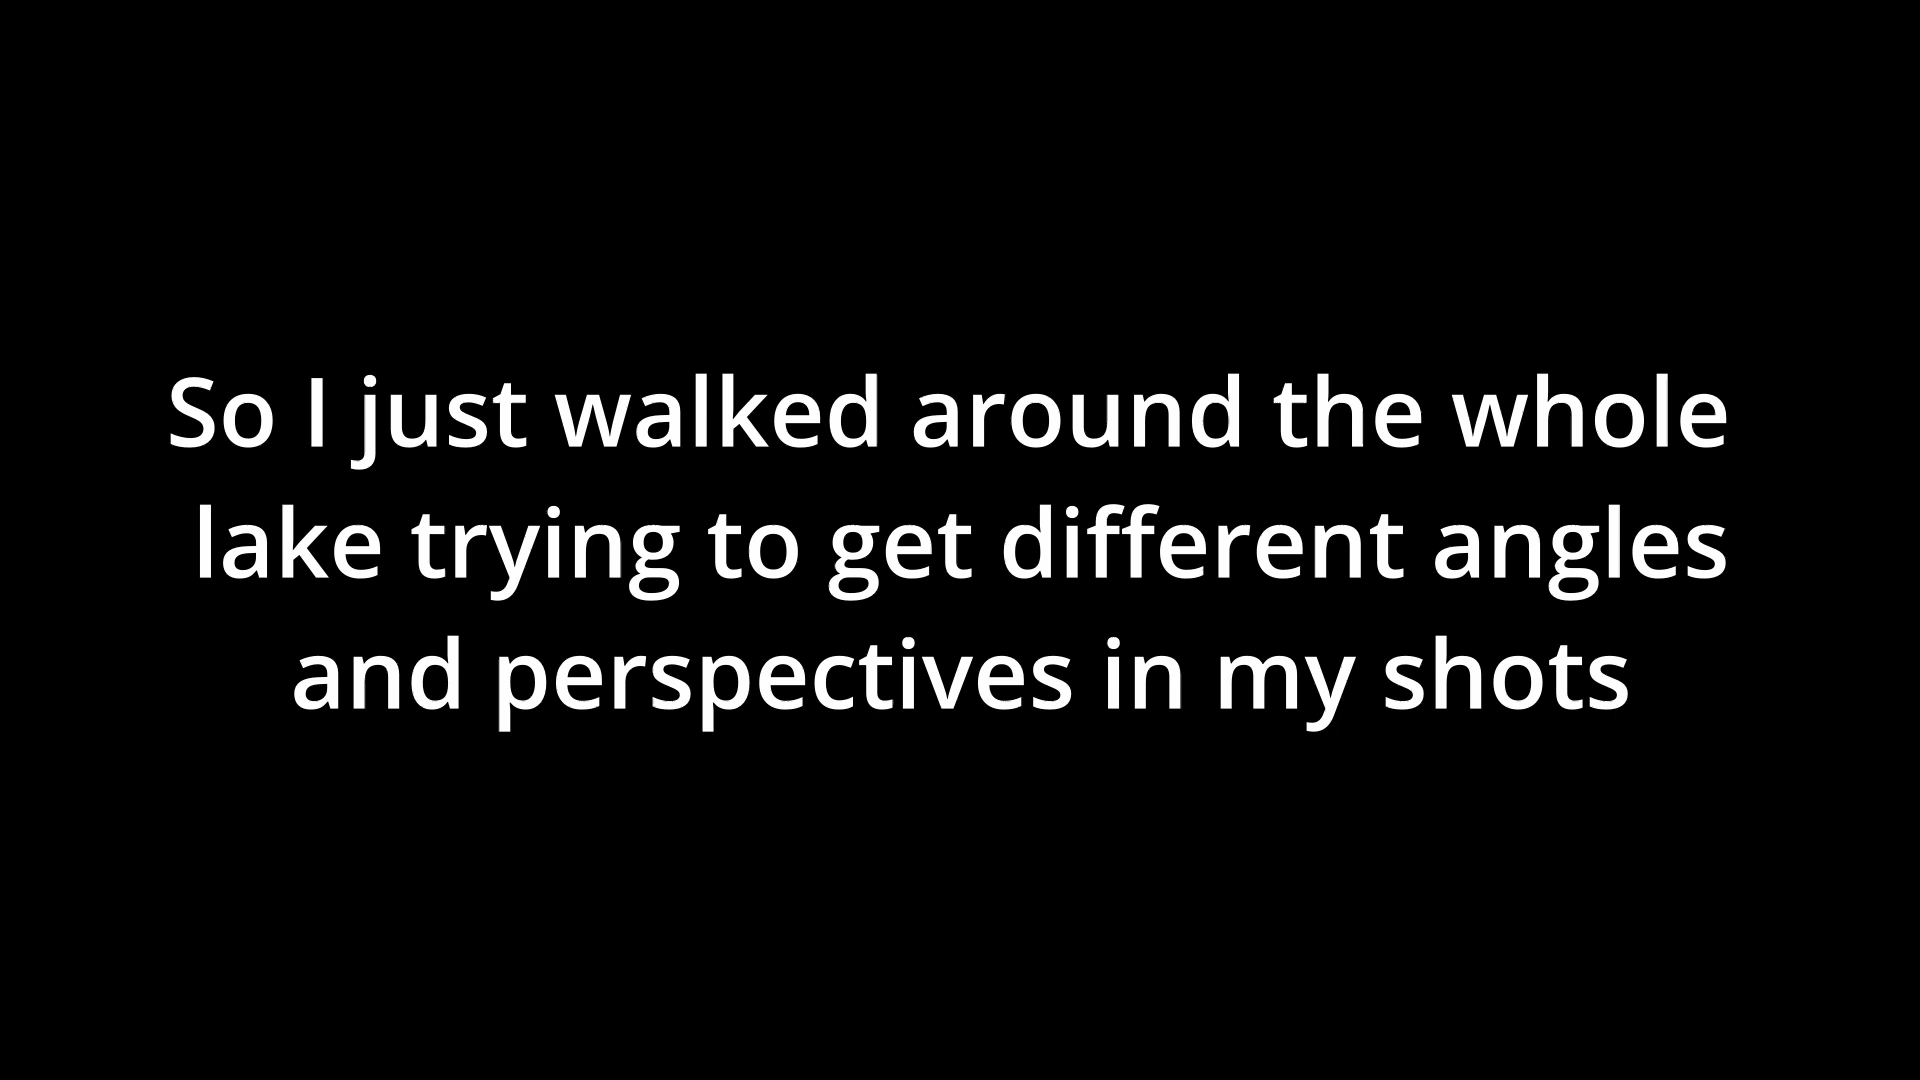 So I just walked around the whole
lake trying to get different angles
and perspectives in my shots